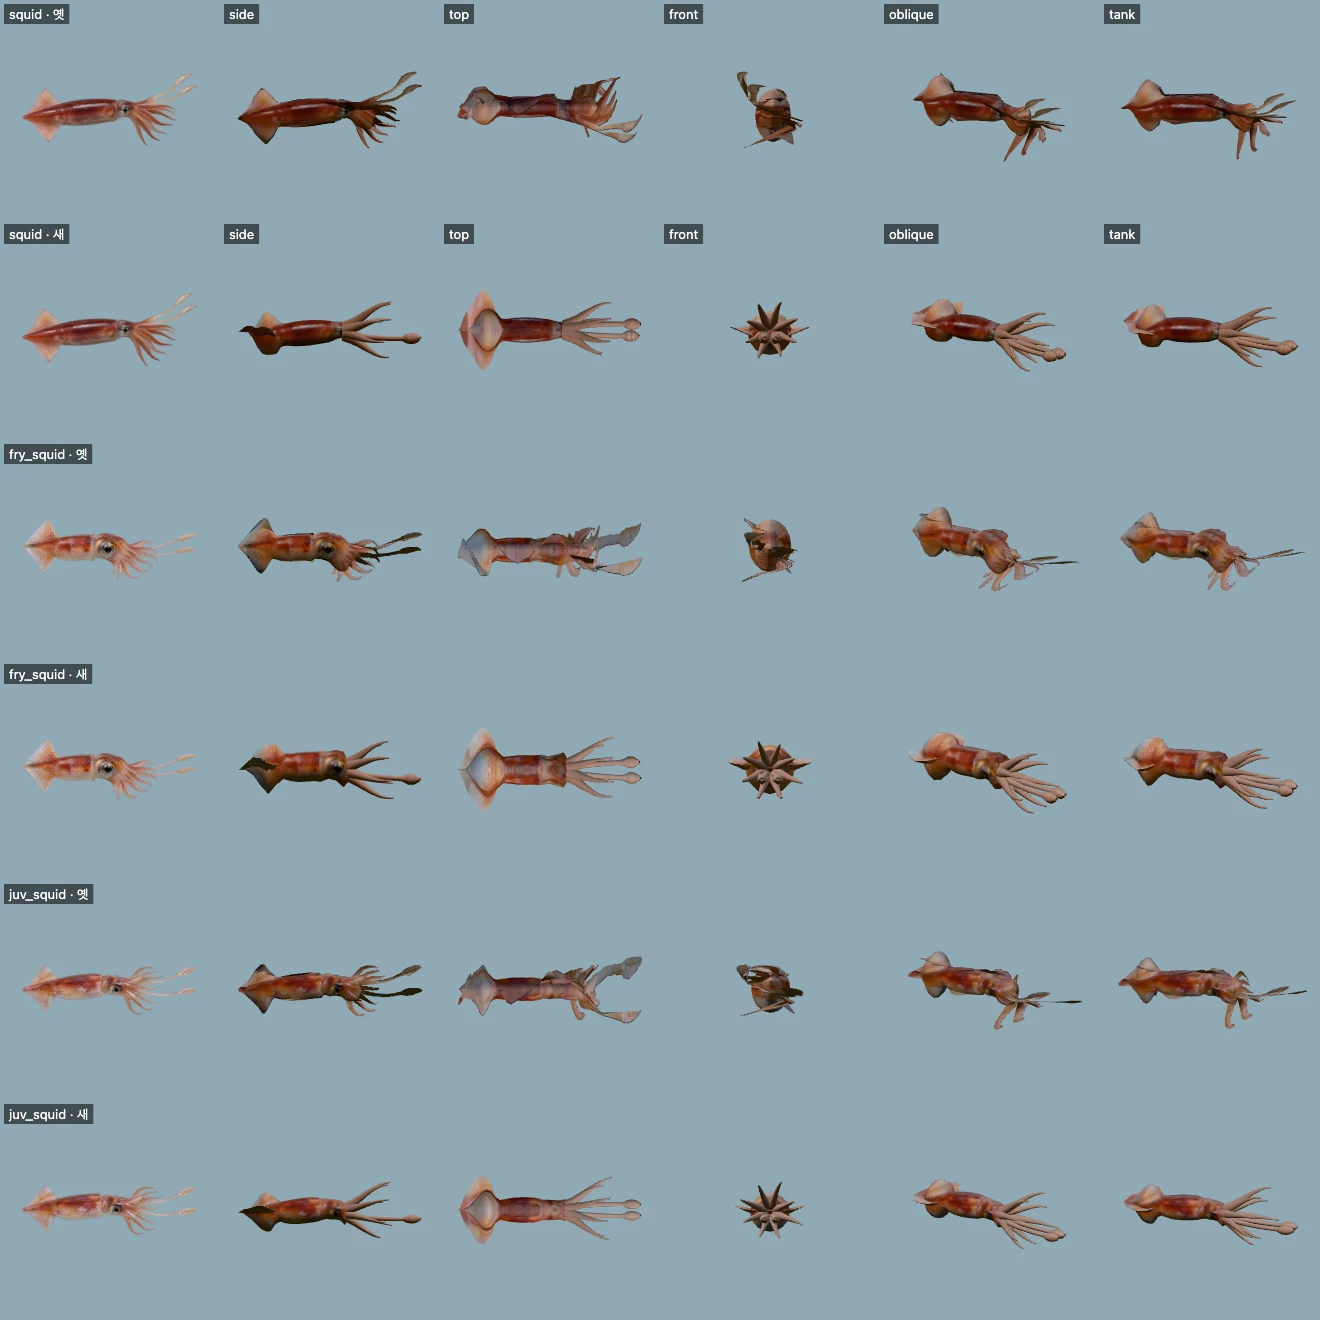 squid · 옛 side top front oblique tank
squid · 새 side top front oblique tank
fry_squid · 옛
fry_squid · 새
juv_squid · 옛
juv_squid · 새